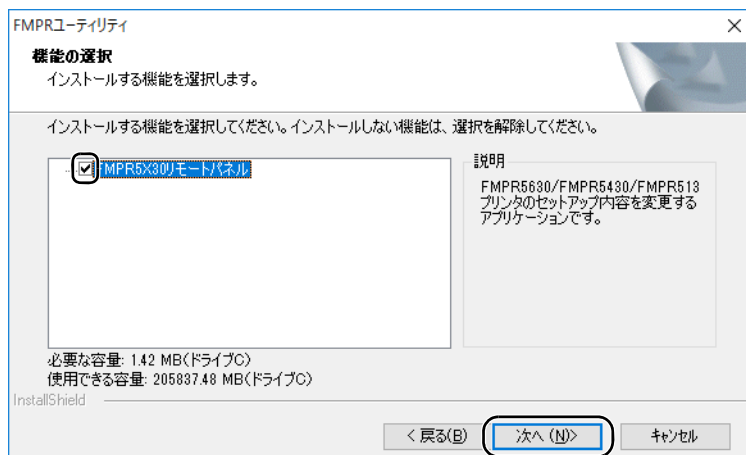 FMPRユーティリティ
機能の選択
インストールする機能を選択します。
インストールする機能を選択してください。インストールしない機能は、選択を解除してください。
FMPR5X30リモートパネル
説明
FMPR5630/FMPR5430/FMPR513
プリンタのセットアップ内容を変更する
アプリケーションです。
必要な容量: 1.42 MB(ドライブC)
使用できる容量: 205837.48 MB(ドライブC)
InstallShield
< 戻る(B)
次へ (N)>
キャンセル